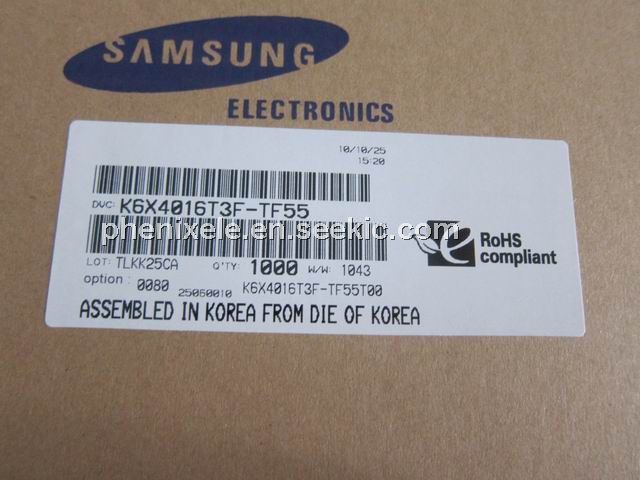 SAMSUNG
ELECTRONICS
10/10/25
15:20
DVC: K6X4016T3F-TF55
phenixele.en.seekic.com
LOT: TLKK25CA Q'TY: 1000 W/W: 1043
option : 0080 25060010 K6X4016T3F-TF55T00
ASSEMBLED IN KOREA FROM DIE OF KOREA
e
RoHS
compliant